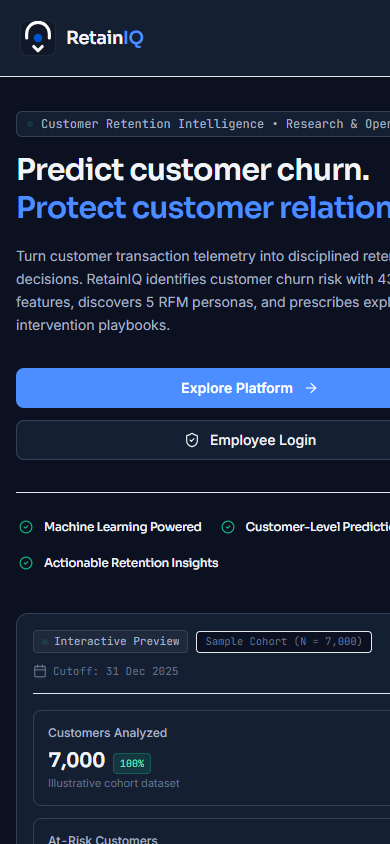 RetainIQ
Customer Retention Intelligence • Research & Oper
Predict customer churn.
Protect customer relation
Turn customer transaction telemetry into disciplined rete
decisions. RetainIQ identifies customer churn risk with 43
features, discovers 5 RFM personas, and prescribes expl
intervention playbooks.
Explore Platform →
Employee Login
Machine Learning Powered Customer-Level Predictio
Actionable Retention Insights
Interactive Preview Sample Cohort (N = 7,000)
Cutoff: 31 Dec 2025
Customers Analyzed
7,000 100%
Illustrative cohort dataset
At-Risk Customers